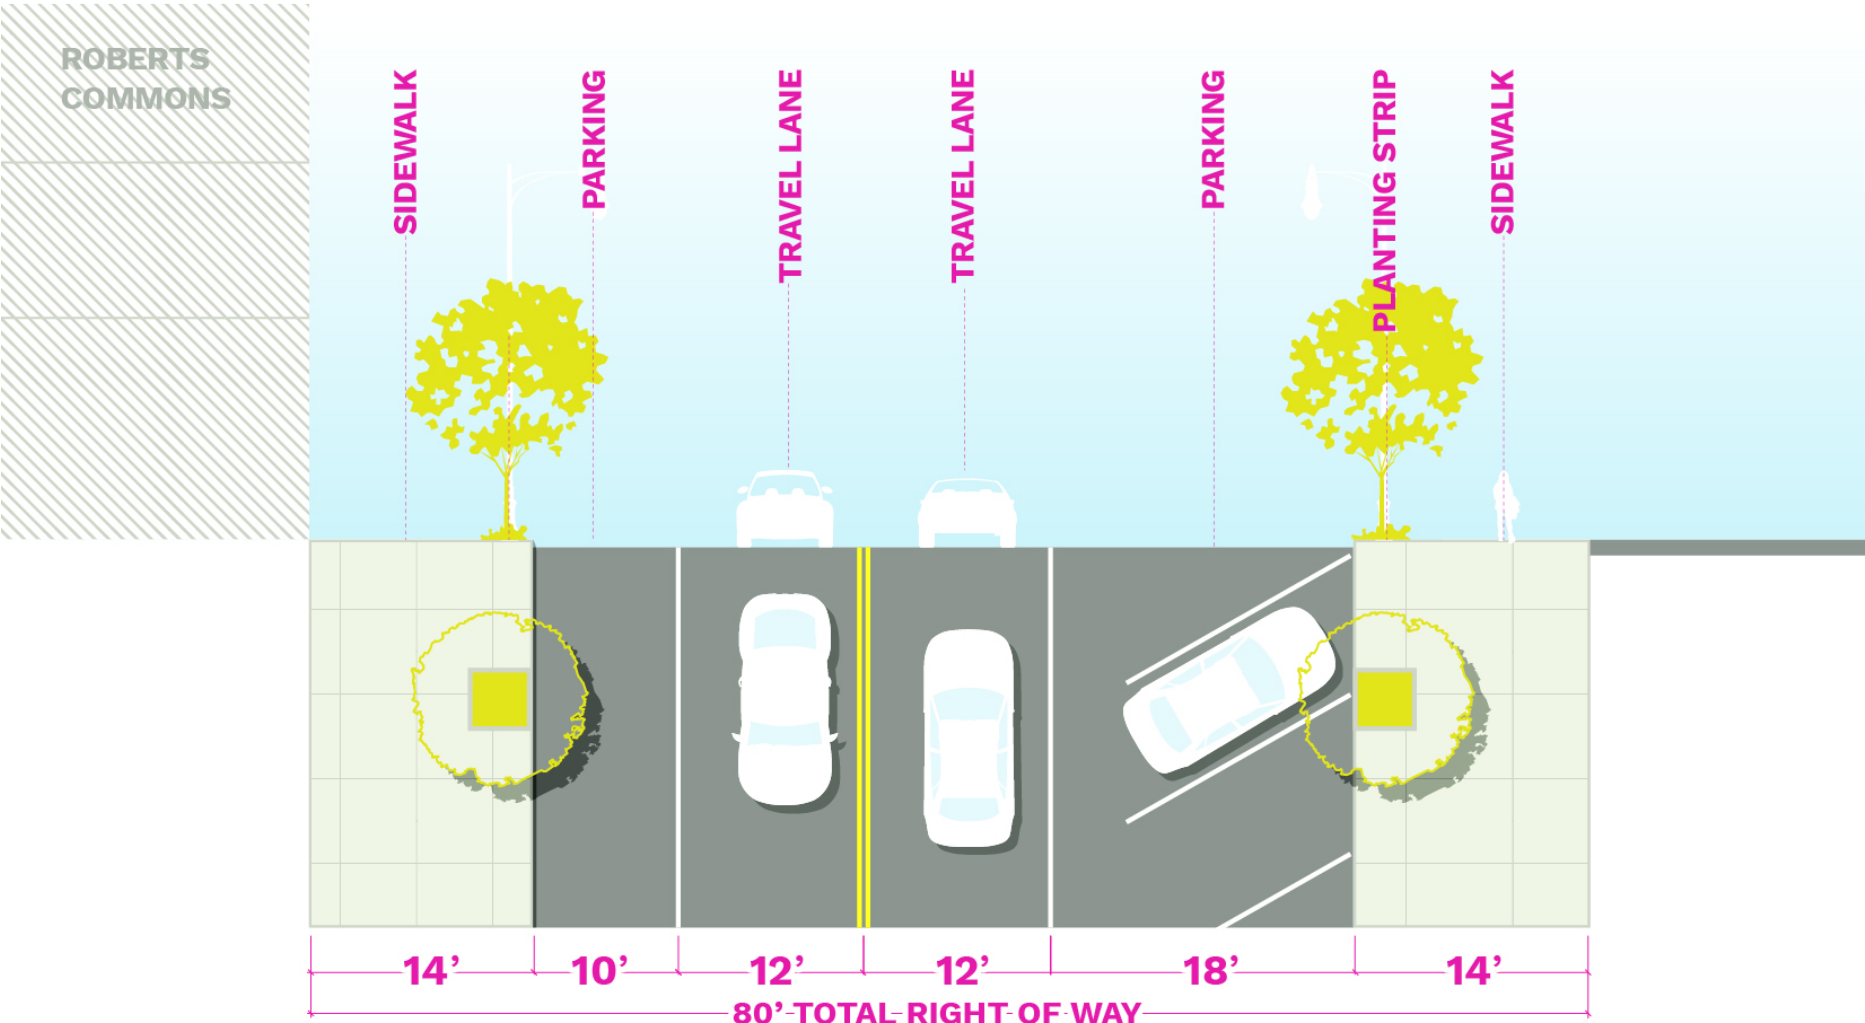 ROBERTS
COMMONS
SIDEWALK
PARKING
TRAVEL LANE
TRAVEL LANE
PARKING
PLANTING STRIP
SIDEWALK
14’
10’
12’
12’
18’
14’
80’ TOTAL RIGHT OF WAY